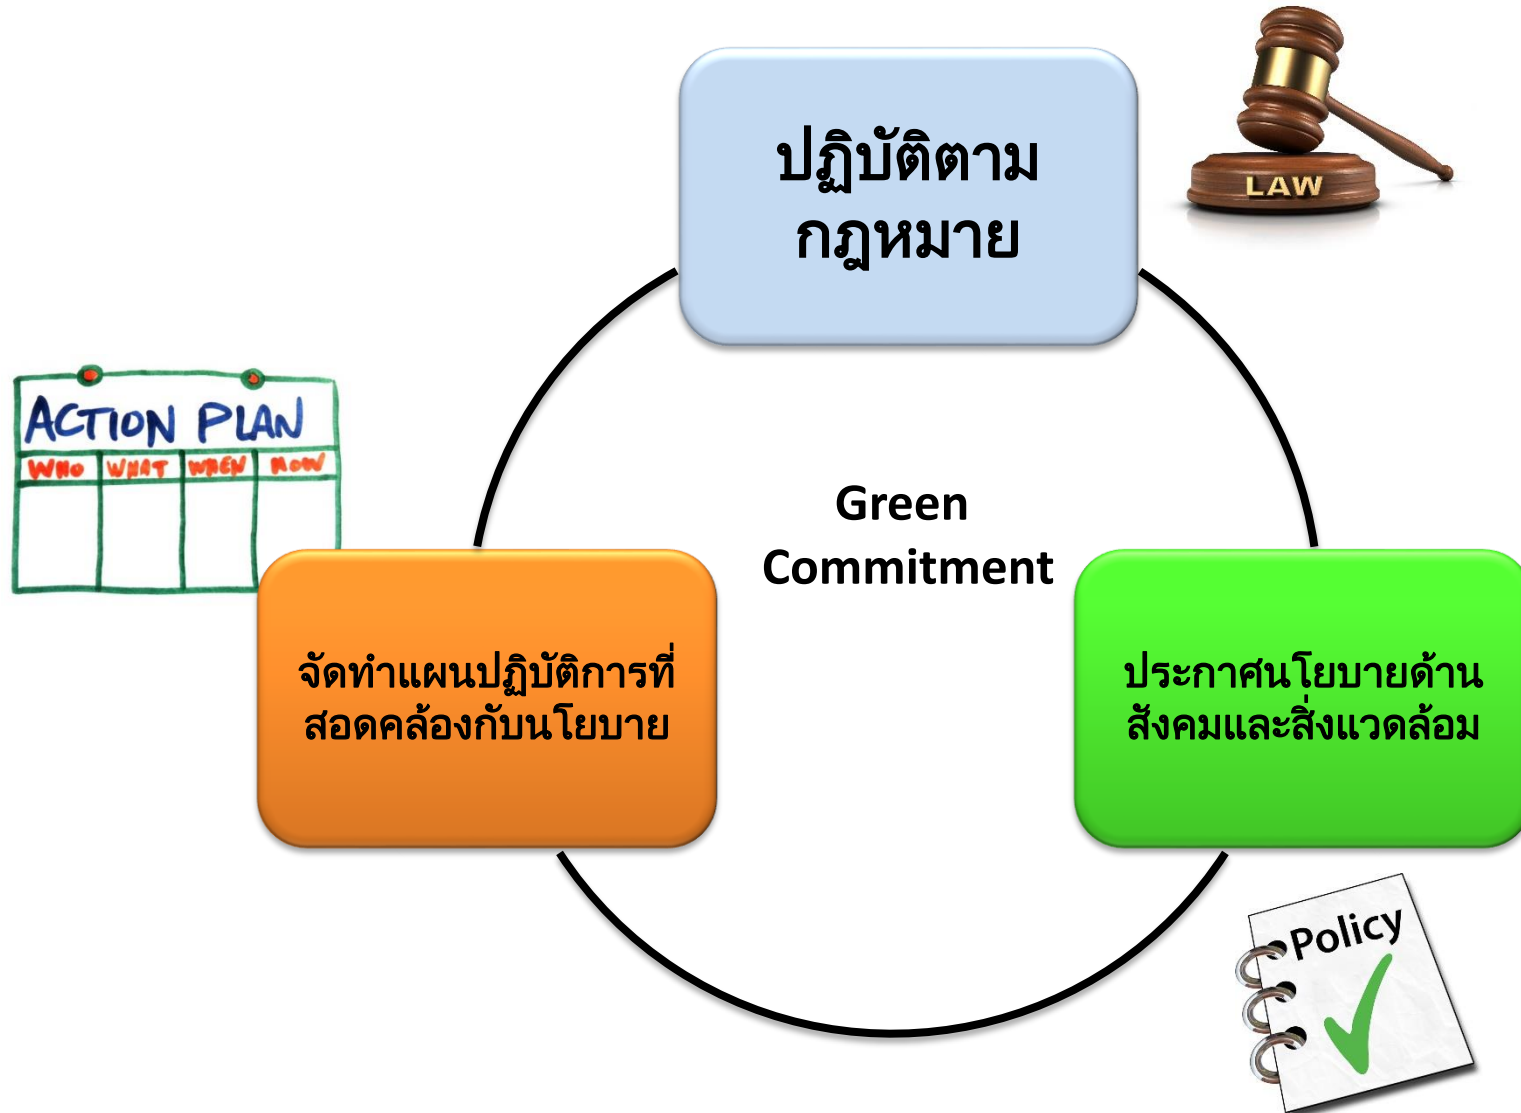 ปฏิบัติตาม
กฎหมาย
LAW
ACTION PLAN
WHO WHAT WHEN HOW
Green
Commitment
จัดทำแผนปฏิบัติการที่
สอดคล้องกับนโยบาย
ประกาศนโยบายด้าน
สังคมและสิ่งแวดล้อม
Policy